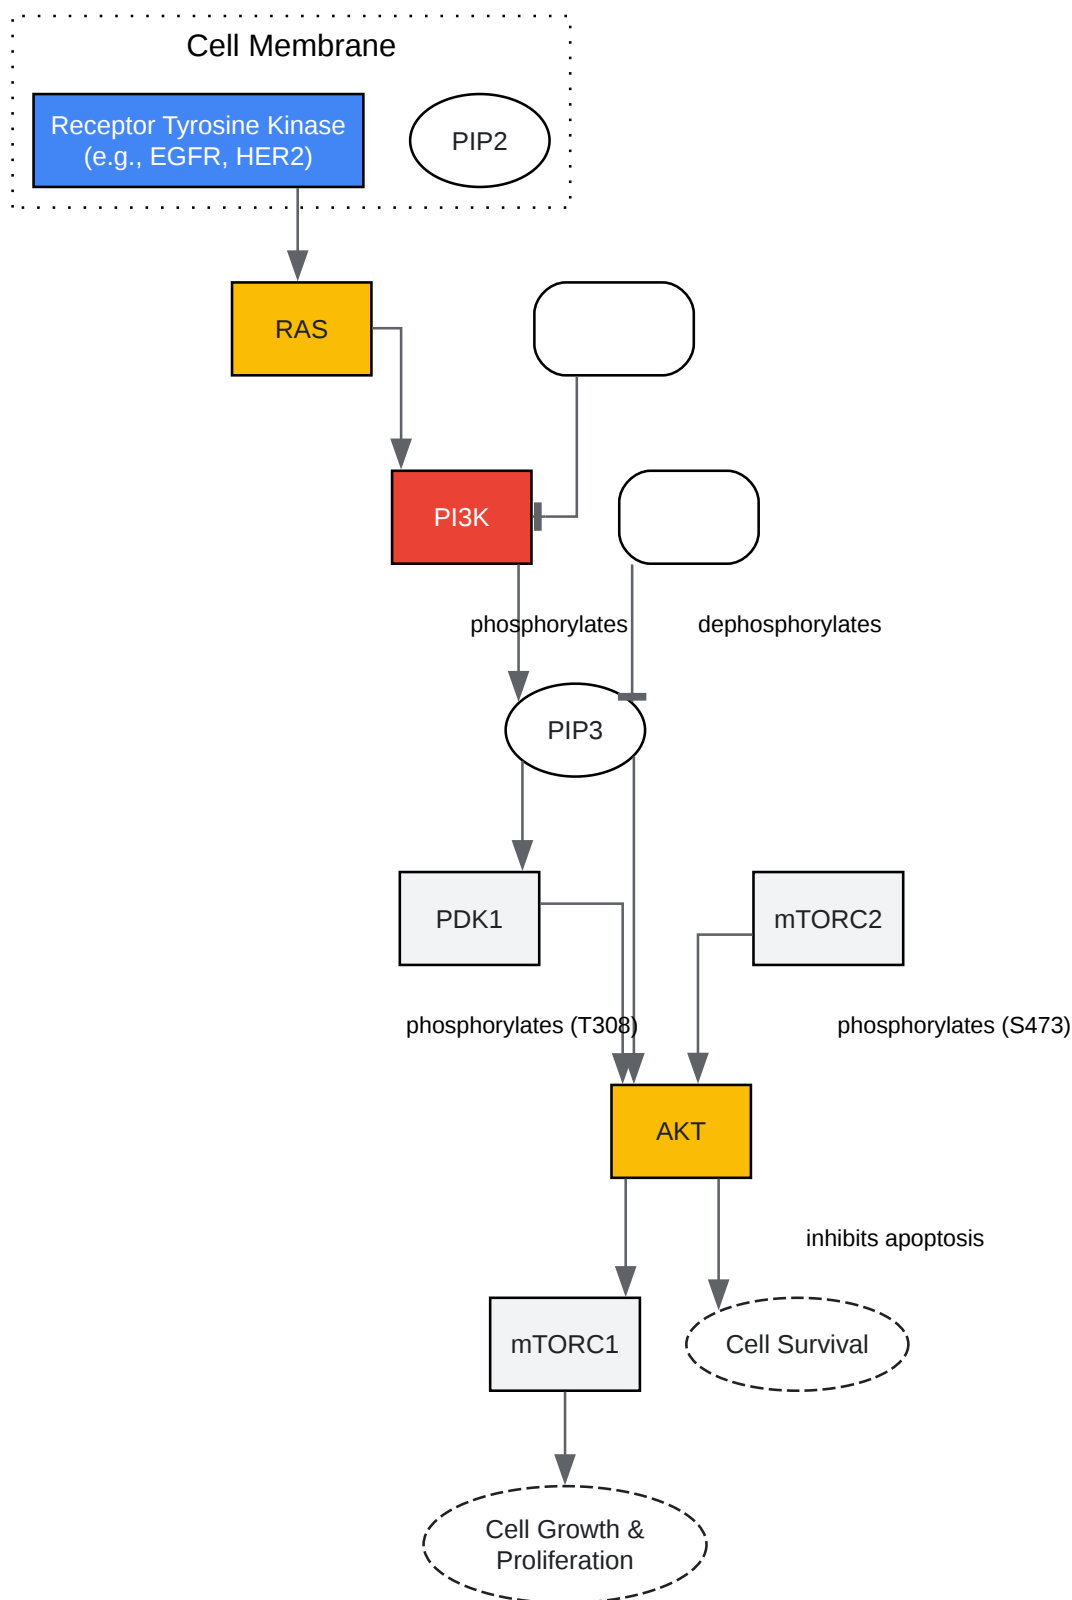 Cell Membrane
Receptor Tyrosine Kinase
(e.g., EGFR, HER2)
PIP2
RAS
PI3K
phosphorylates
dephosphorylates
PIP3
PDK1
mTORC2
phosphorylates (T308)
phosphorylates (S473)
AKT
inhibits apoptosis
mTORC1
Cell Survival
Cell Growth &
Proliferation